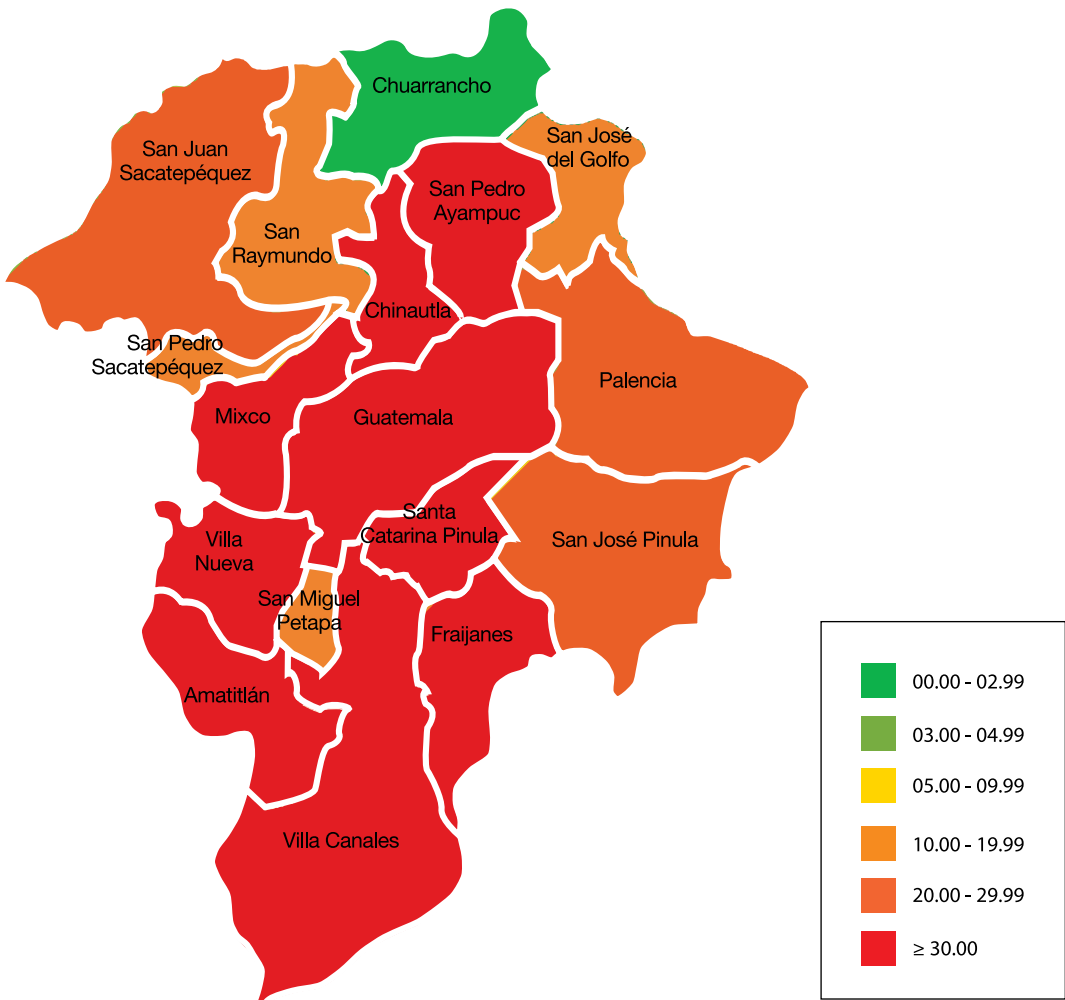 Chuarrancho
San José
del Golfo
San Juan
Sacatepéquez
San Pedro
Ayampuc
San
Raymundo
Chinautla
San Pedro
Sacatepéquez
Palencia
Mixco
Guatemala
Santa
Catarina Pinula
San José Pinula
Villa
Nueva
San Miguel
Petapa
Fraijanes
Amatitlán
Villa Canales
00.00 - 02.99
03.00 - 04.99
05.00 - 09.99
10.00 - 19.99
20.00 - 29.99
≥ 30.00